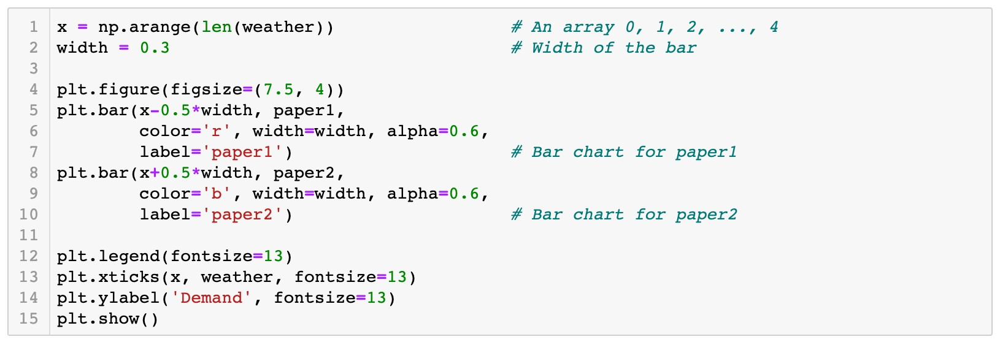 1 x = np.arange(len(weather)) # An array 0, 1, 2, ..., 4
2 width = 0.3 # Width of the bar
3
4 plt.figure(figsize=(7.5, 4))
5 plt.bar(x-0.5*width, paper1,
6 color='r', width=width, alpha=0.6,
7 label='paper1') # Bar chart for paper1
8 plt.bar(x+0.5*width, paper2,
9 color='b', width=width, alpha=0.6,
10 label='paper2') # Bar chart for paper2
11
12 plt.legend(fontsize=13)
13 plt.xticks(x, weather, fontsize=13)
14 plt.ylabel('Demand', fontsize=13)
15 plt.show()